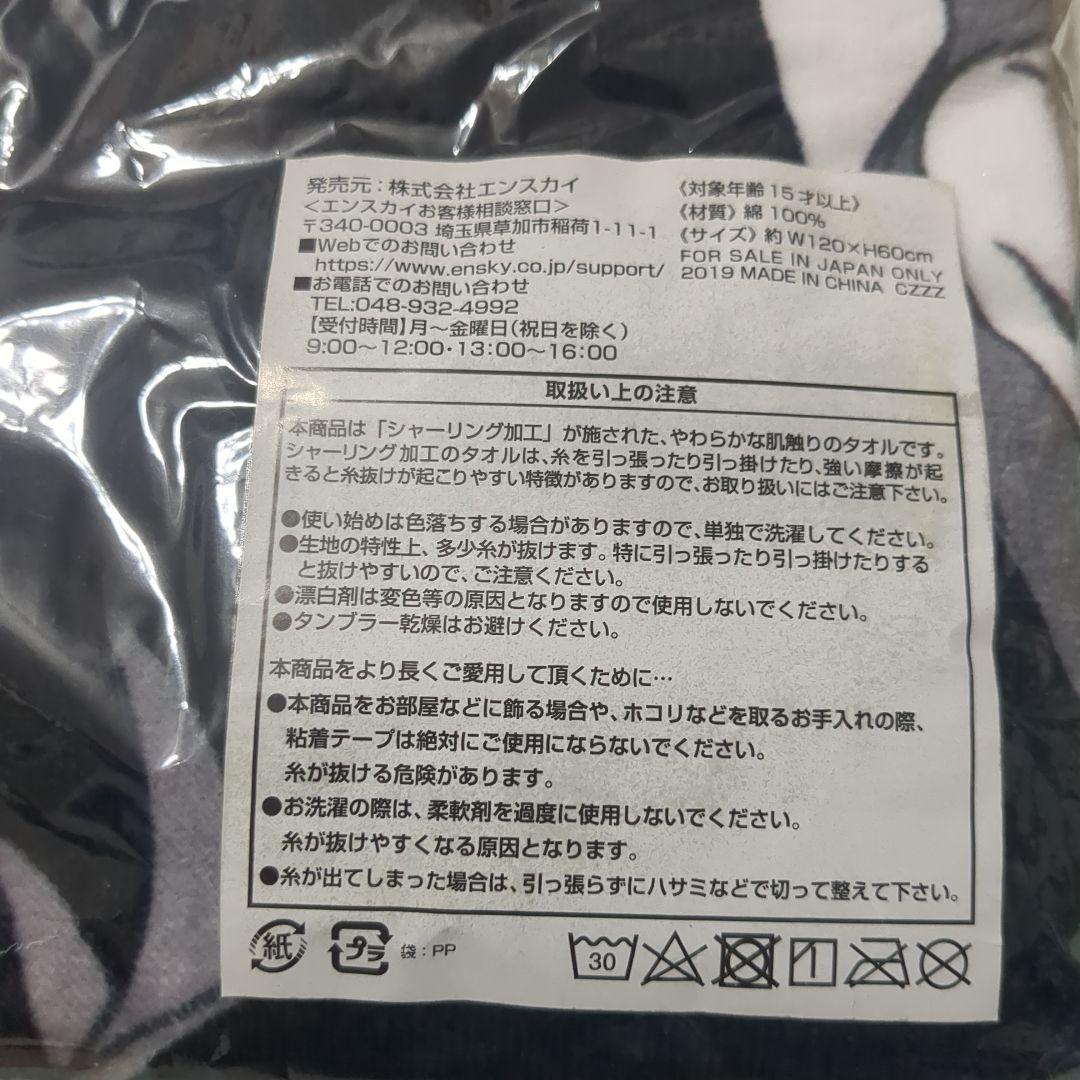 発売元：株式会社エンスカイ
＜エンスカイお客様相談窓口＞
〒340-0003 埼玉県草加市稲荷1-11-1
■Webでのお問い合わせ
https://www.ensky.co.jp/support/
■お電話でのお問い合わせ
TEL:048-932-4992
【受付時間】月～金曜日（祝日を除く）
9:00～12:00・13:00～16:00
《対象年齢15才以上》
《材質》綿 100%
《サイズ》約 W120×H60cm
FOR SALE IN JAPAN ONLY
2019 MADE IN CHINA CZZZ
取扱い上の注意
本商品は「シャーリング加工」が施された、やわらかな肌触りのタオルです。
シャーリング加工のタオルは、糸を引っ張ったり引っ掛けたり、強い摩擦が起
きると糸抜けが起こりやすい特徴がありますので、お取り扱いにはご注意下さい。
●使い始めは色落ちする場合がありますので、単独で洗濯してください。
●生地の特性上、多少糸が抜けます。特に引っ張ったり引っ掛けたりする
と抜けやすいので、ご注意ください。
●漂白剤は変色等の原因となりますので使用しないでください。
●タンブラー乾燥はお避けください。
本商品をより長くご愛用して頂くために…
●本商品をお部屋などに飾る場合や、ホコリなどを取るお手入れの際、
粘着テープは絶対にご使用にならないでください。
糸が抜ける危険があります。
●お洗濯の際は、柔軟剤を過度に使用しないでください。
糸が抜けやすくなる原因となります。
●糸が出てしまった場合は、引っ張らずにハサミなどで切って整えて下さい。
紙 プラ 袋：PP 30